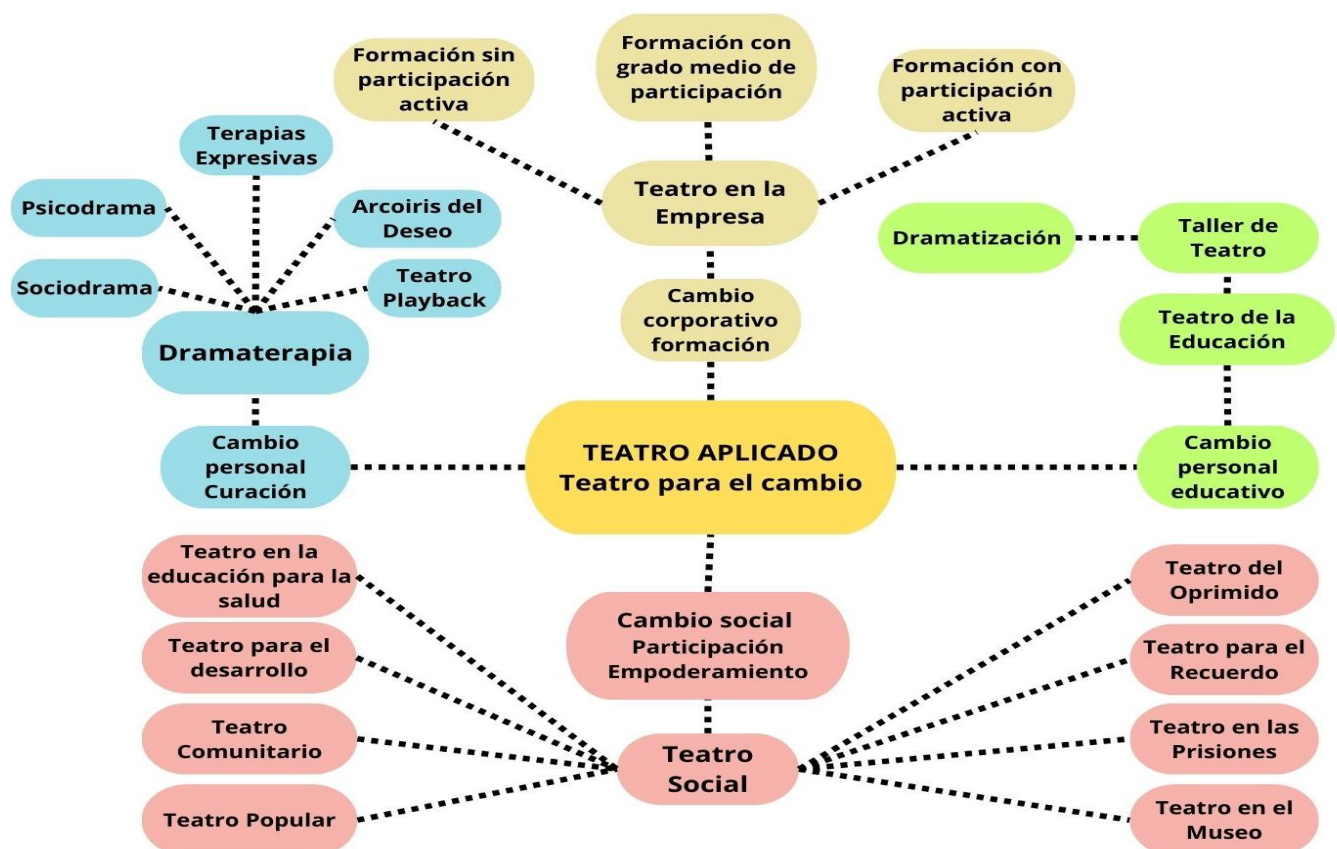 Formación sin
participación
activa
Formación con
grado medio de
participación
Formación con
participación
activa
Terapias
Expresivas
Psicodrama
Arcoiris del
Deseo
Sociodrama
Teatro
Playback
Dramaterapia
Cambio
personal
Curación
Teatro en la
Empresa
Cambio
corporativo
formación
Dramatización
Taller de
Teatro
Teatro de la
Educación
Cambio
personal
educativo
TEATRO APLICADO
Teatro para el cambio
Cambio social
Participación
Empoderamiento
Teatro
Social
Teatro en la
educación para la
salud
Teatro para el
desarrollo
Teatro
Comunitario
Teatro Popular
Teatro del
Oprimido
Teatro para el
Recuerdo
Teatro en las
Prisiones
Teatro en el
Museo